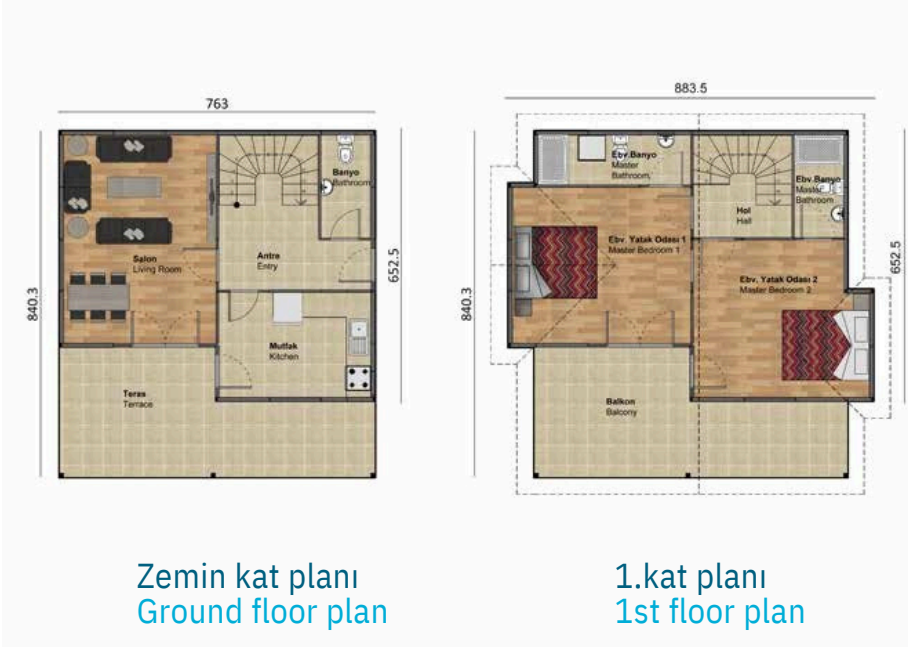 763
840.3
652.5
Banyo
Bathroom
Salon
Living Room
Antre
Entry
Mutfak
Kitchen
Teras
Terrace
883.5
840.3
652.5
Ebv.Banyo
Master
Bathroom.
Ebv.Banyo
Master
Bathroom
Hol
Hall
Ebv. Yatak Odası 1
Master Bedroom 1
Ebv. Yatak Odası 2
Master Bedroom 2
Balkon
Balcony
Zemin kat planı
Ground floor plan
1.kat planı
1st floor plan